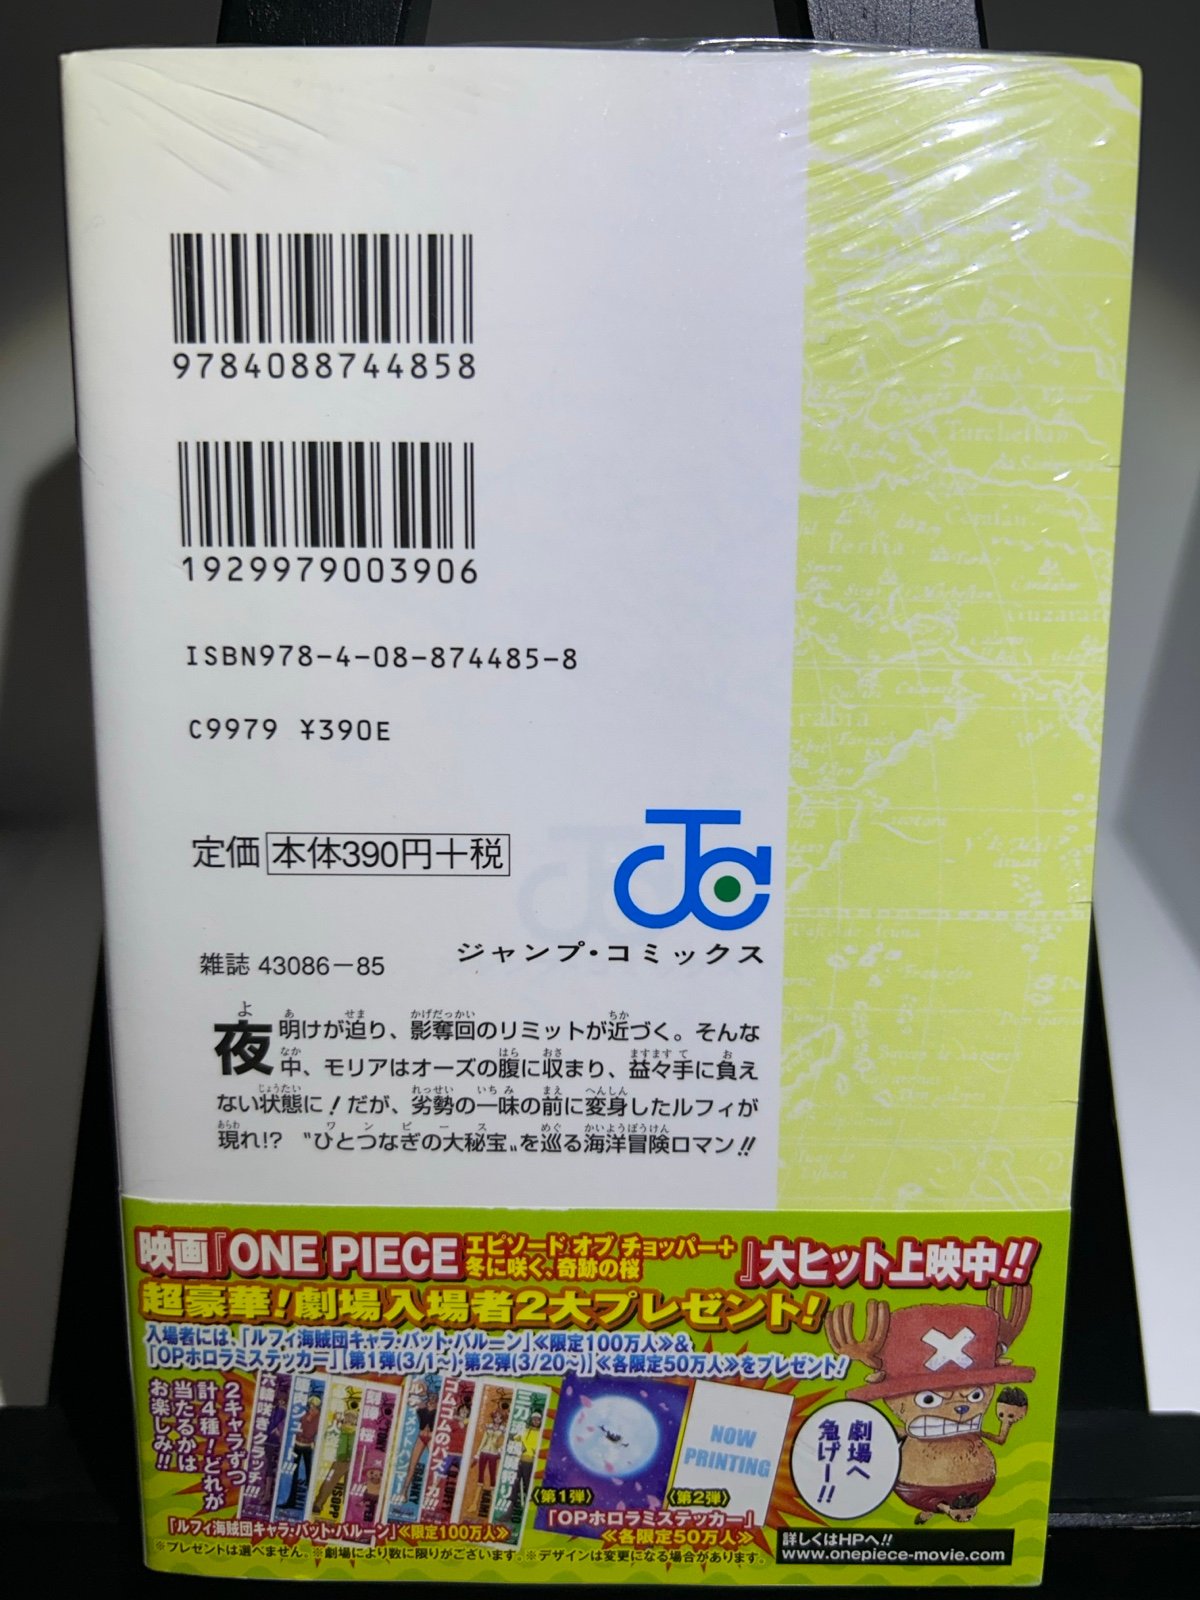 9784088744858
1929979003906
ISBN978-4-08-874485-8
C9979 ¥390E
定価 本体390円+税
ジャンプ・コミックス
雑誌 43086-85
夜明けが迫り、影奪回のリミットが近づく。そんな
中、モリアはオーズの腹に収まり、益々手に負え
ない状態に!だが、劣勢の一味の前に変身したルフィが
現れ!? “ひとつなぎの大秘宝”を巡る海洋冒険ロマン!!
映画『ONE PIECE エピソード オブ チョッパー+
冬に咲く、奇跡の桜』大ヒット上映中!!
超豪華!劇場入場者2大プレゼント!
入場者には、「ルフィ海賊団キャラ・バット・バルーン」≪限定100万人≫&
「OPホロラミステッカー」【第1弾(3/1~)・第2弾(3/20~)】≪各限定50万人≫をプレゼント!
2キャラずつ
計4種!どれが
当たるかは
お楽しみ!!
NOW
PRINTING
〈第1弾〉
〈第2弾〉
「ルフィ海賊団キャラ・バット・バルーン」≪限定100万人≫
「OPホロラミステッカー」
≪各限定50万人≫
劇場へ
急げー!!
※プレゼントは選べません。※劇場により数に限りがございます。※デザインは変更になる場合があります。
詳しくはHPへ!!
www.onepiece-movie.com